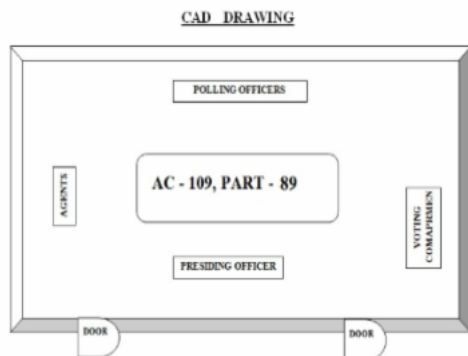 CAD DRAWING
POLLING OFFICERS
AGENTS
AC - 109, PART - 89
VOTING
COMAPRMEN
PRESIDING OFFICER
DOOR
DOOR